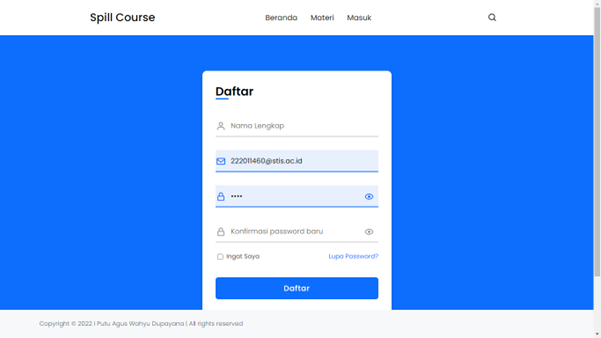 Spill Course
Beranda Materi Masuk
Daftar
Nama Lengkap
222011460@stis.ac.id
••••
Konfirmasi password baru
Ingat Saya Lupa Password?
Daftar
Copyright © 2022 I Putu Agus Wahyu Dupayana | All rights reserved